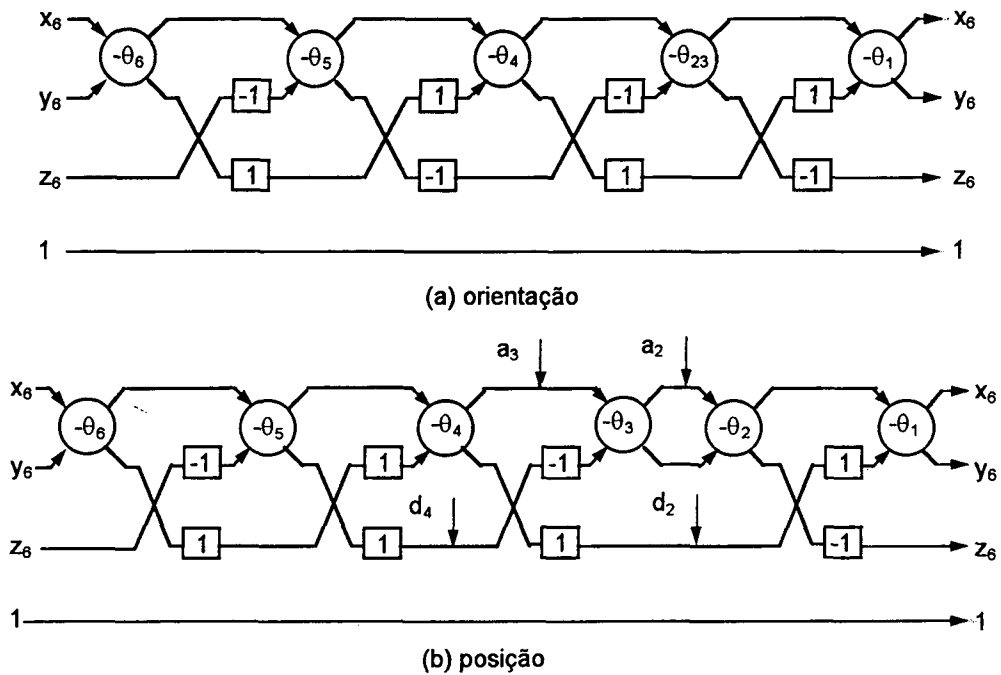 x₆ -θ₆ -θ₅ -θ₄ -θ₂₃ -θ₁ x₆
y₆ -1 1 -1 1 y₆
z₆ 1 -1 1 -1 z₆
1 1
(a) orientação
a₃ a₂
x₆ -θ₆ -θ₅ -θ₄ -θ₃ -θ₂ -θ₁ x₆
y₆ -1 1 -1 1 y₆
d₄ d₂
z₆ 1 1 1 -1 z₆
1 1
(b) posição